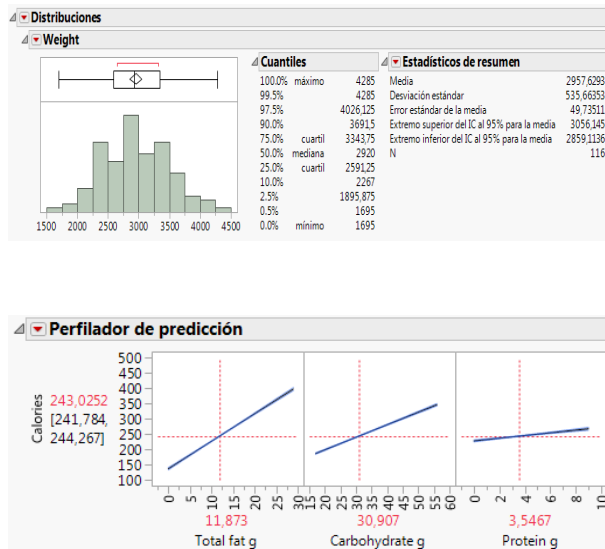 Distribuciones
Weight
Cuantiles
100.0% máximo 4285
99.5% 4285
97.5% 4026,125
90.0% 3691,5
75.0% cuartil 3343,75
50.0% mediana 2920
25.0% cuartil 2591,25
10.0% 2267
2.5% 1895,875
0.5% 1695
0.0% mínimo 1695
Estadísticos de resumen
Media 2957,6293
Desviación estándar 535,66353
Error estándar de la media 49,73511
Extremo superior del IC al 95% para la media 3056,145
Extremo inferior del IC al 95% para la media 2859,1136
N 116
1500 2000 2500 3000 3500 4000 4500
Perfilador de predicción
Calories
243,0252
[241,784,
244,267]
500
450
400
350
300
250
200
150
100
0 5 10 15 20 25 30
15 20 25 30 35 40 45 50 55 60
0 2 4 6 8 10
11,873 30,907 3,5467
Total fat g Carbohydrate g Protein g